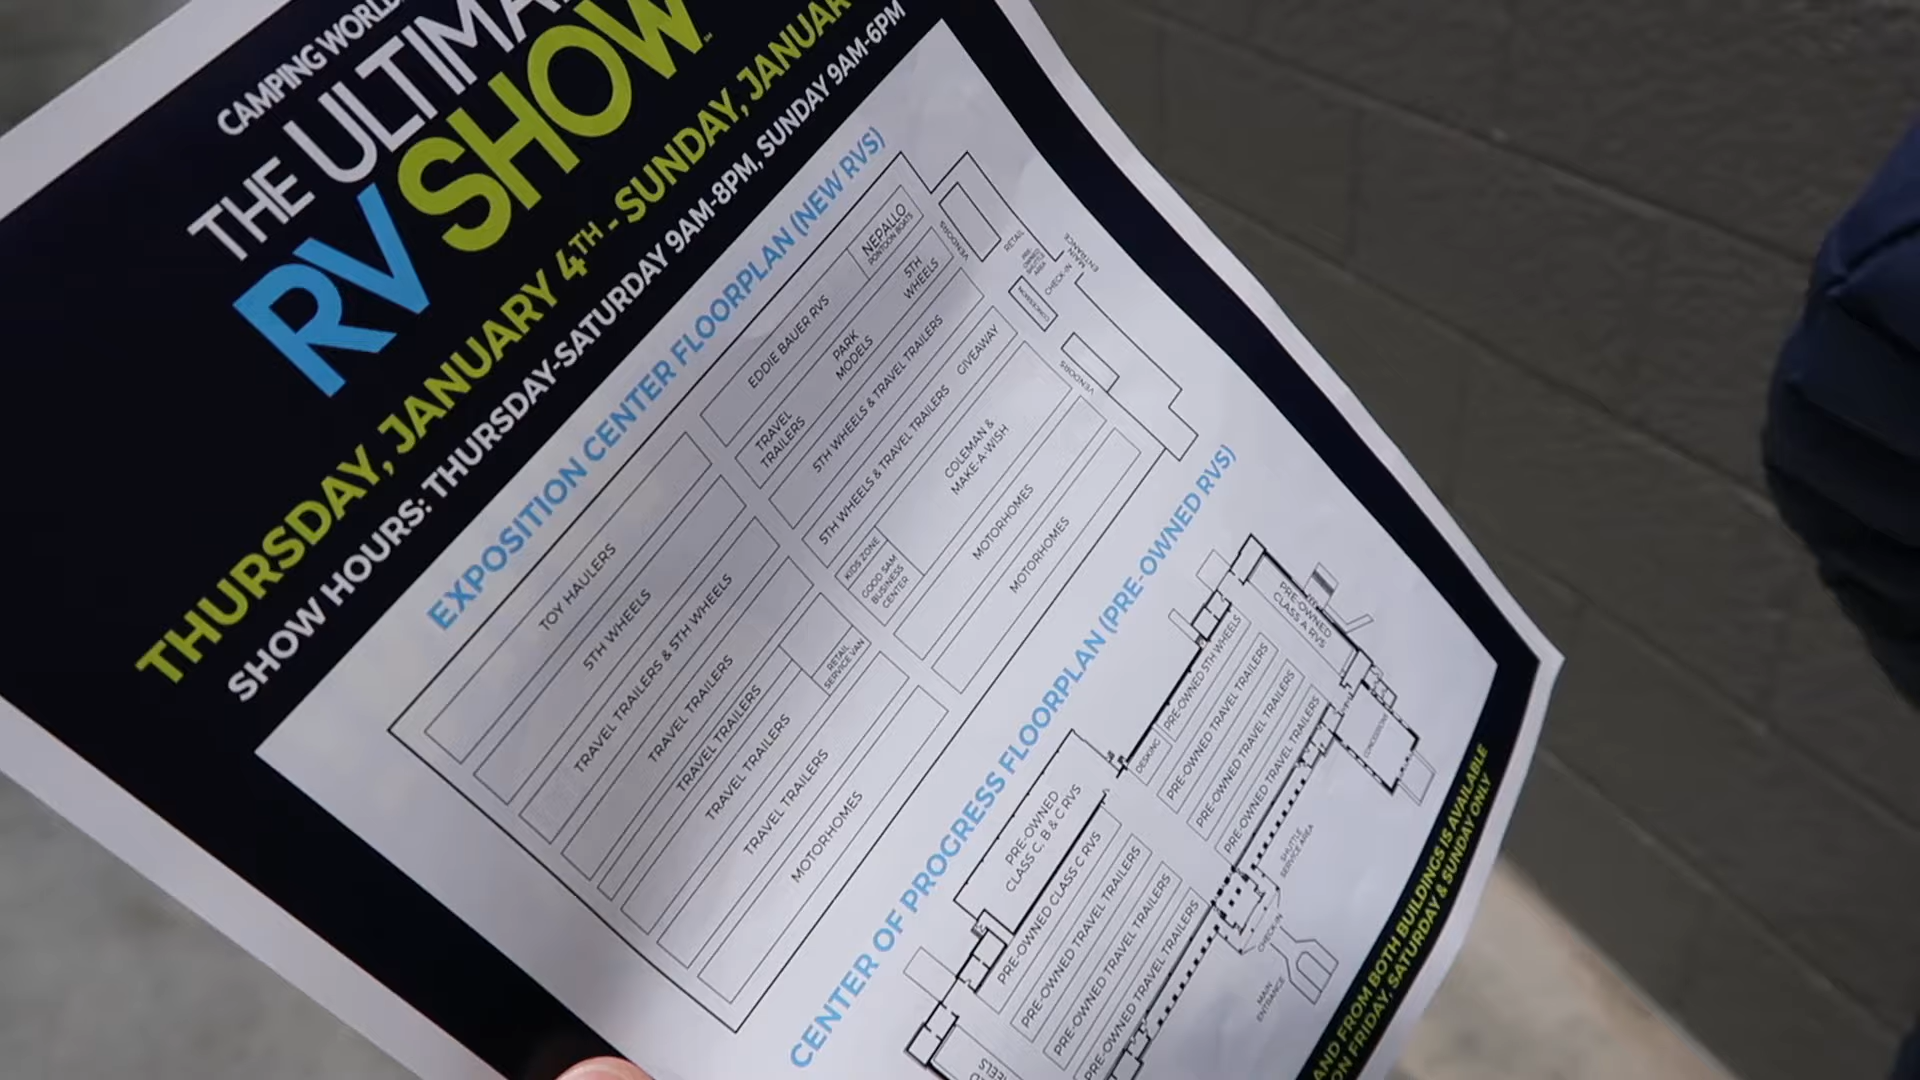 CAMPING WORLD
THE
RV SHOW
THURSDAY, JANUARY 4TH - SUNDAY,
SHOW HOURS: THURSDAY-SATURDAY 9AM-8PM, SUNDAY 9AM-6PM
EXPOSITION CENTER FLOORPLAN (NEW RVS)
NEPALLO
PONTOON BOATS
VENDORS
RETAIL
MAIN
ENTRANCE
CHECK-IN
EDDIE BAUER RVS
5TH
WHEELS
PARK
MODELS
TRAVEL
TRAILERS
5TH WHEELS & TRAVEL TRAILERS
GIVEAWAY
5TH WHEELS & TRAVEL TRAILERS
VENDORS
COLEMAN &
MAKE-A-WISH
KIDS ZONE
GOOD SAM
BUSINESS
CENTER
MOTORHOMES
MOTORHOMES
TOY HAULERS
5TH WHEELS
TRAVEL TRAILERS & 5TH WHEELS
TRAVEL TRAILERS
RETAIL
SERVICE VAN
TRAVEL TRAILERS
TRAVEL TRAILERS
TRAVEL TRAILERS
MOTORHOMES
CENTER OF PROGRESS FLOORPLAN (PRE-OWNED RVS)
PRE-OWNED
CLASS A RVS
PRE-OWNED 5TH WHEELS
DESKING
PRE-OWNED TRAVEL TRAILERS
PRE-OWNED TRAVEL TRAILERS
PRE-OWNED TRAVEL TRAILERS
CONCESSIONS
SHUTTLE
SERVICE AREA
PRE-OWNED
CLASS C, B & C RVS
PRE-OWNED CLASS C RVS
PRE-OWNED TRAVEL TRAILERS
PRE-OWNED TRAVEL TRAILERS
PRE-OWNED TRAVEL TRAILERS
CHECK-IN
MAIN
ENTRANCE
AND FROM BOTH BUILDINGS IS AVAILABLE
ON FRIDAY, SATURDAY & SUNDAY ONLY